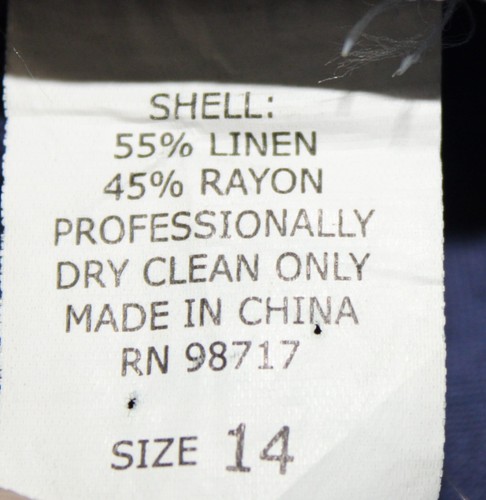 SHELL:
55% LINEN
45% RAYON
PROFESSIONALLY
DRY CLEAN ONLY
MADE IN CHINA
RN 98717
SIZE 14